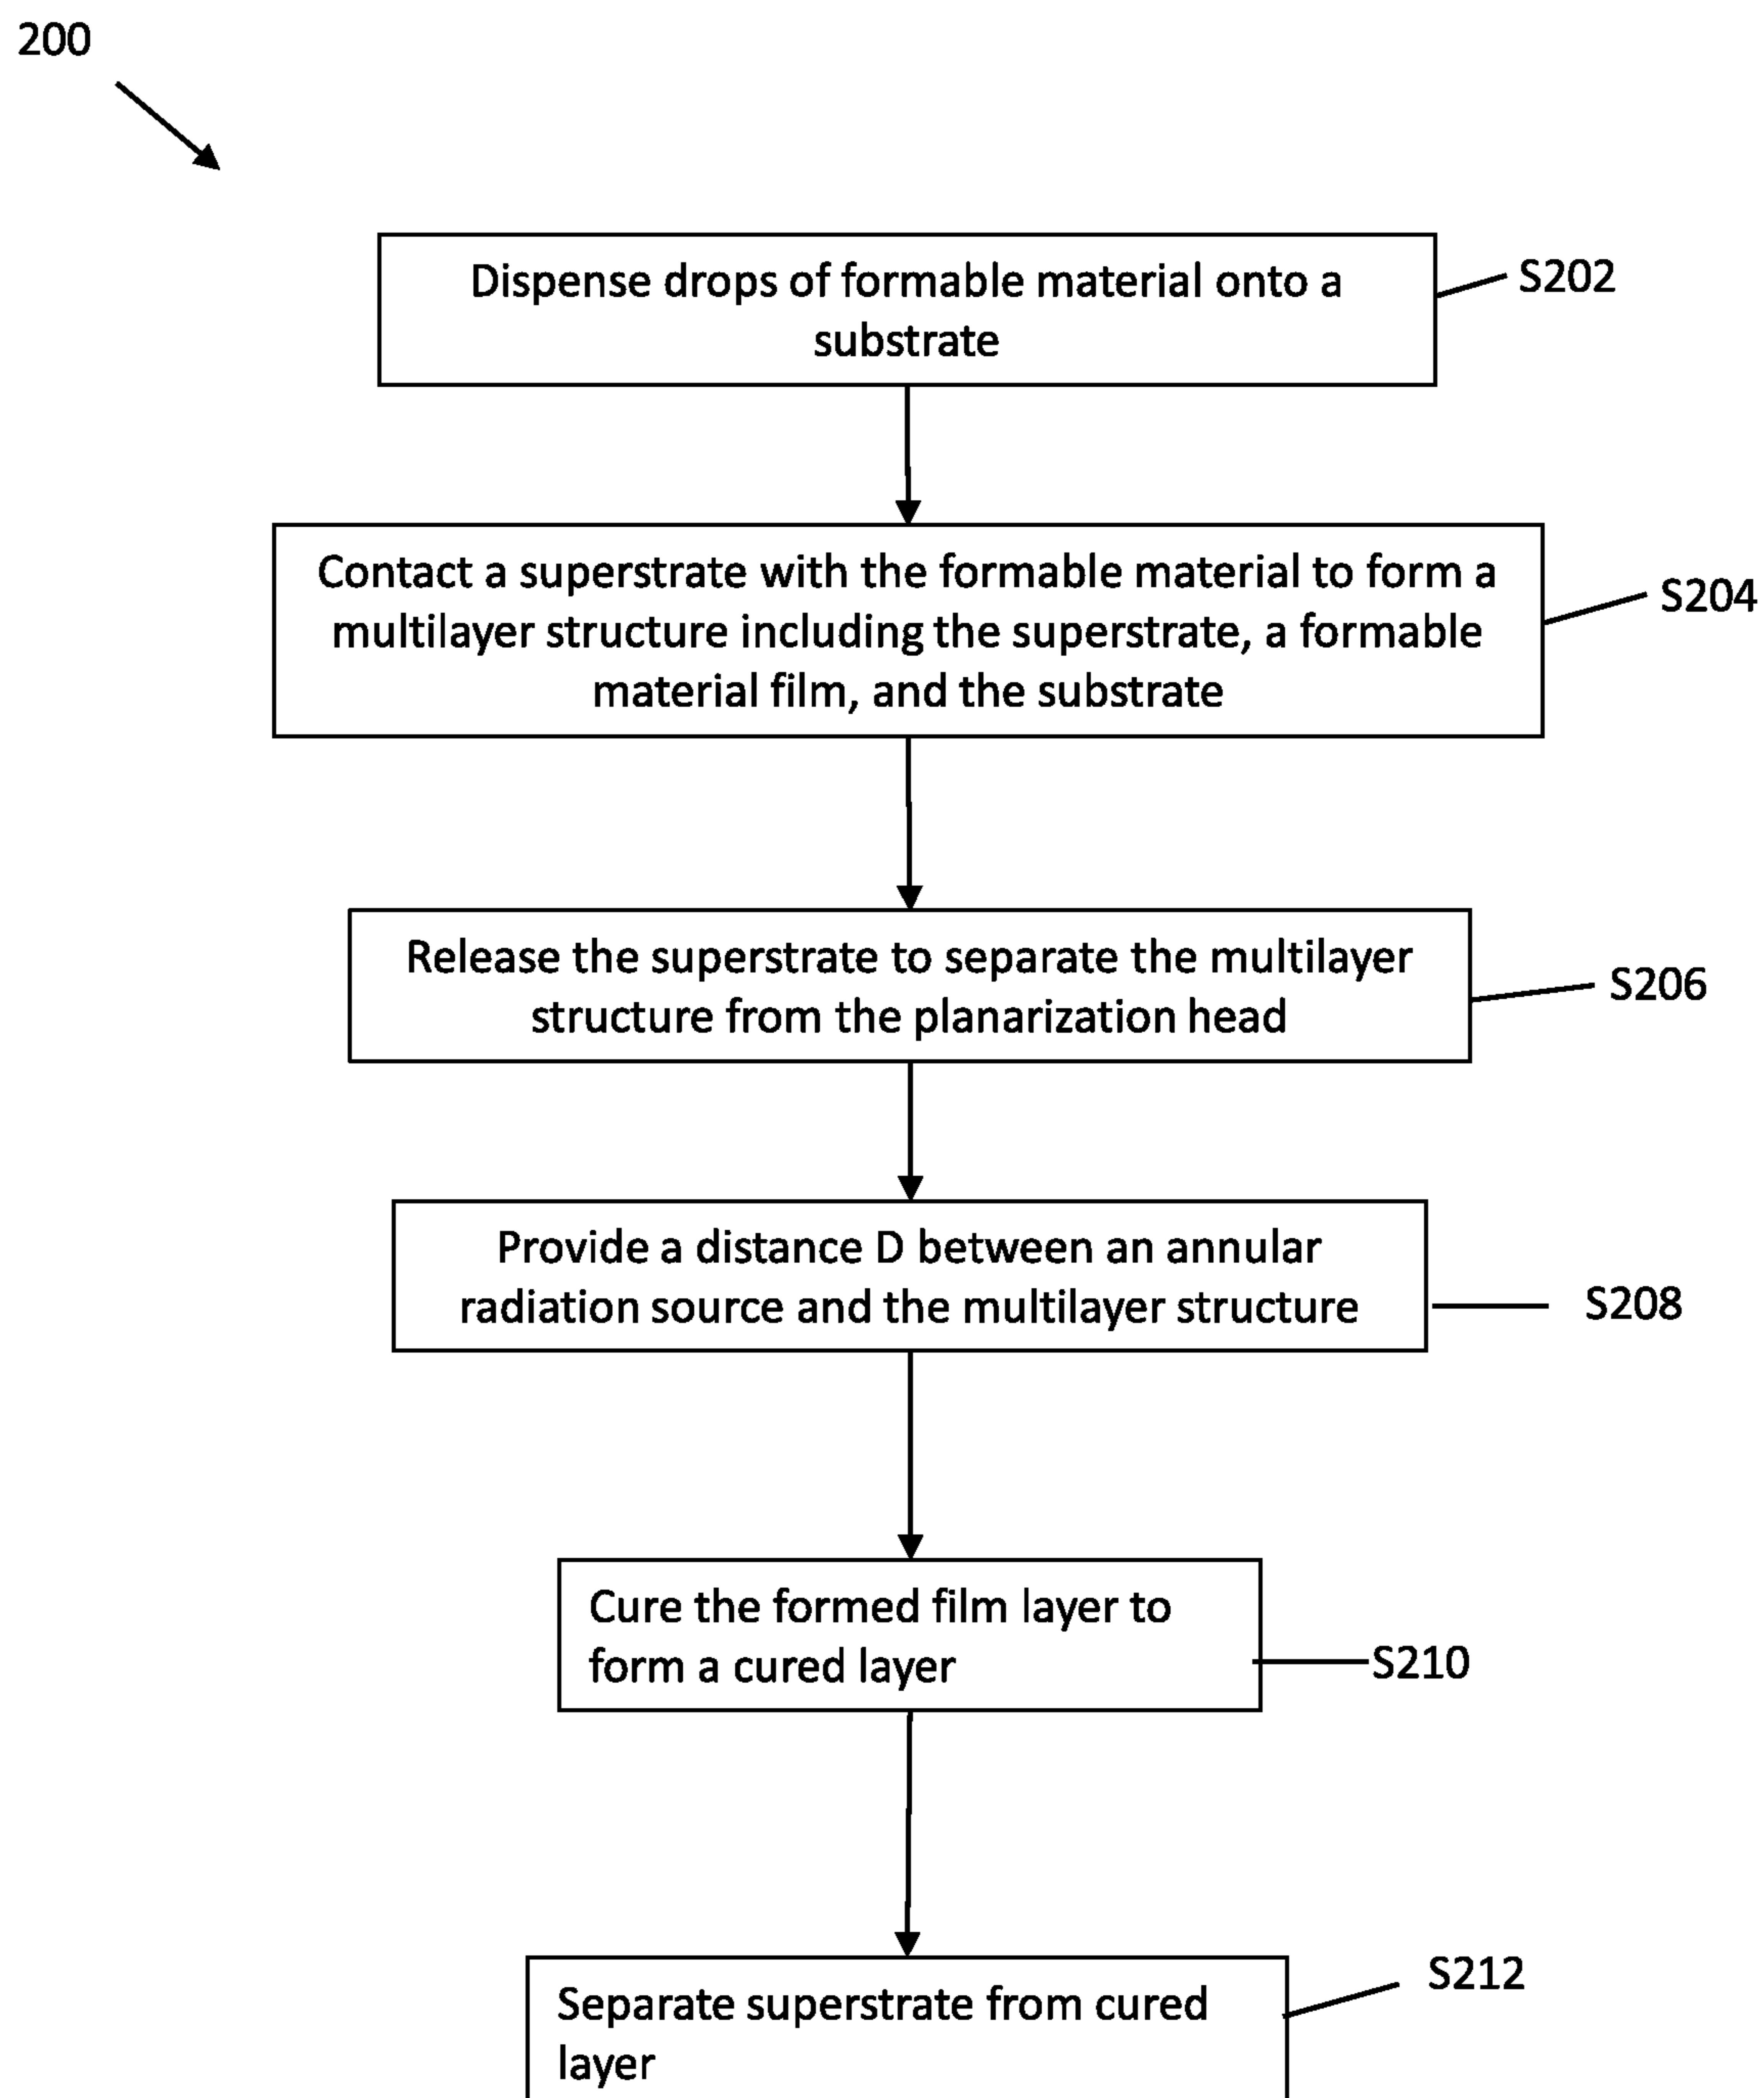 200
Dispense drops of formable material onto a
substrate
S202
Contact a superstrate with the formable material to form a
multilayer structure including the superstrate, a formable
material film, and the substrate
S204
Release the superstrate to separate the multilayer
structure from the planarization head
S206
Provide a distance D between an annular
radiation source and the multilayer structure
S208
Cure the formed film layer to
form a cured layer
S210
Separate superstrate from cured
layer
S212